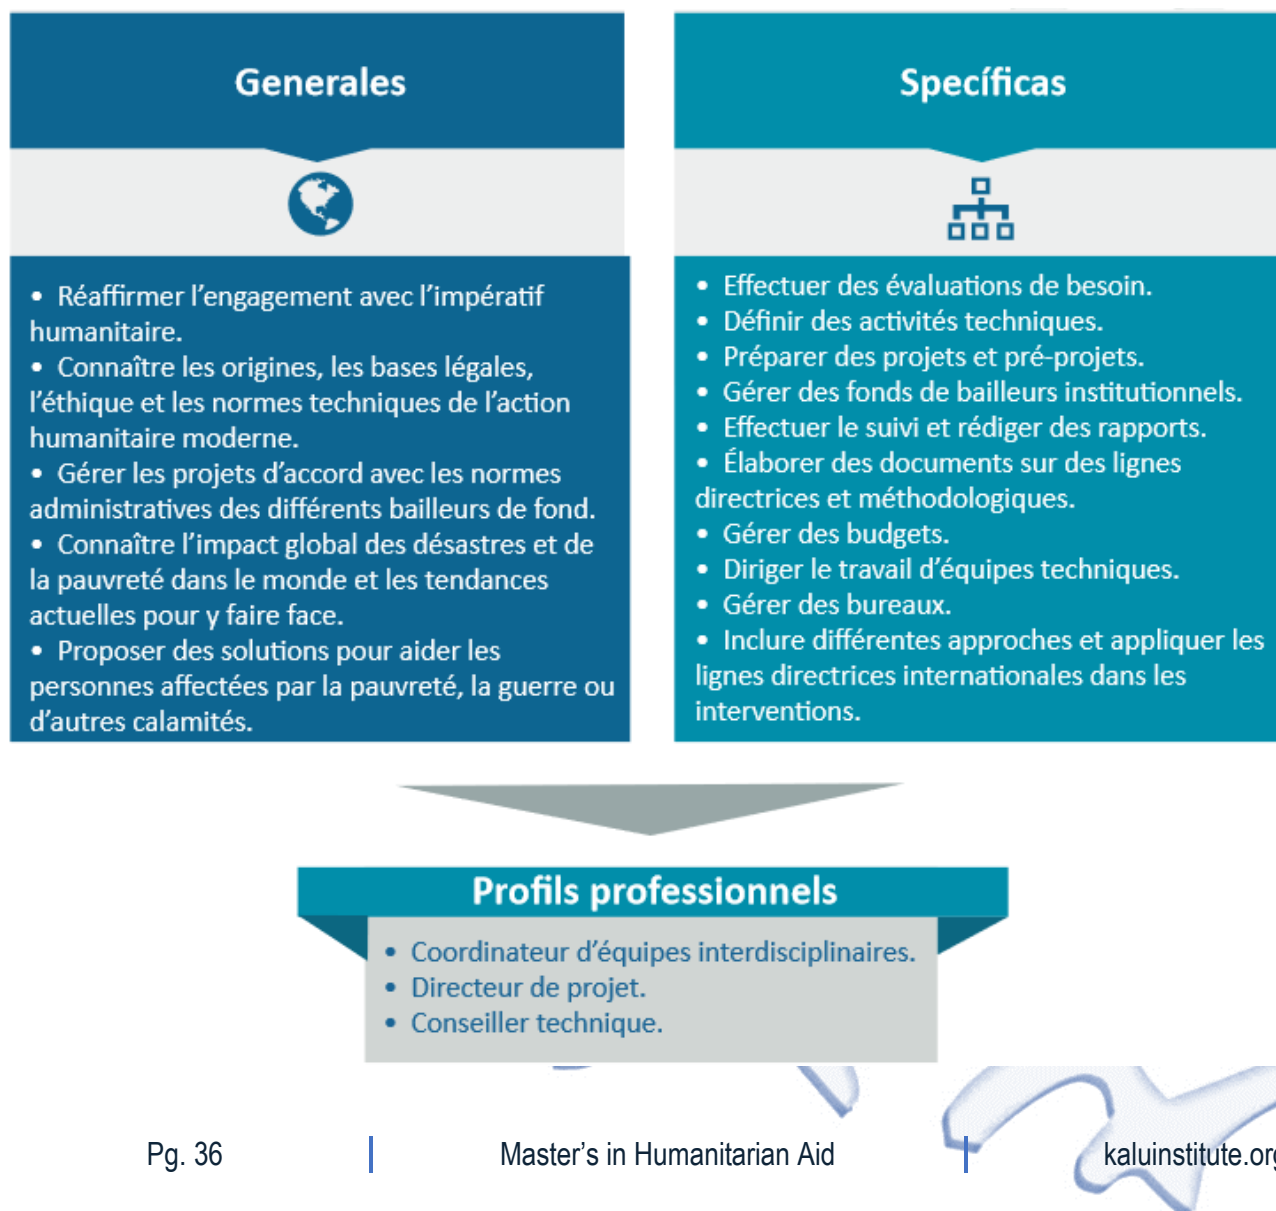 Generales
• Réaffirmer l’engagement avec l’impératif
humanitaire.
• Connaître les origines, les bases légales,
l’éthique et les normes techniques de l’action
humanitaire moderne.
• Gérer les projets d’accord avec les normes
administratives des différents bailleurs de fond.
• Connaître l’impact global des désastres et de
la pauvreté dans le monde et les tendances
actuelles pour y faire face.
• Proposer des solutions pour aider les
personnes affectées par la pauvreté, la guerre ou
d’autres calamités.
Specíficas
• Effectuer des évaluations de besoin.
• Définir des activités techniques.
• Préparer des projets et pré-projets.
• Gérer des fonds de bailleurs institutionnels.
• Effectuer le suivi et rédiger des rapports.
• Élaborer des documents sur des lignes
directrices et méthodologiques.
• Gérer des budgets.
• Diriger le travail d’équipes techniques.
• Gérer des bureaux.
• Inclure différentes approches et appliquer les
lignes directrices internationales dans les
interventions.
Profils professionnels
• Coordinateur d’équipes interdisciplinaires.
• Directeur de projet.
• Conseiller technique.
Pg. 36 | Master’s in Humanitarian Aid | kaluinstitute.org